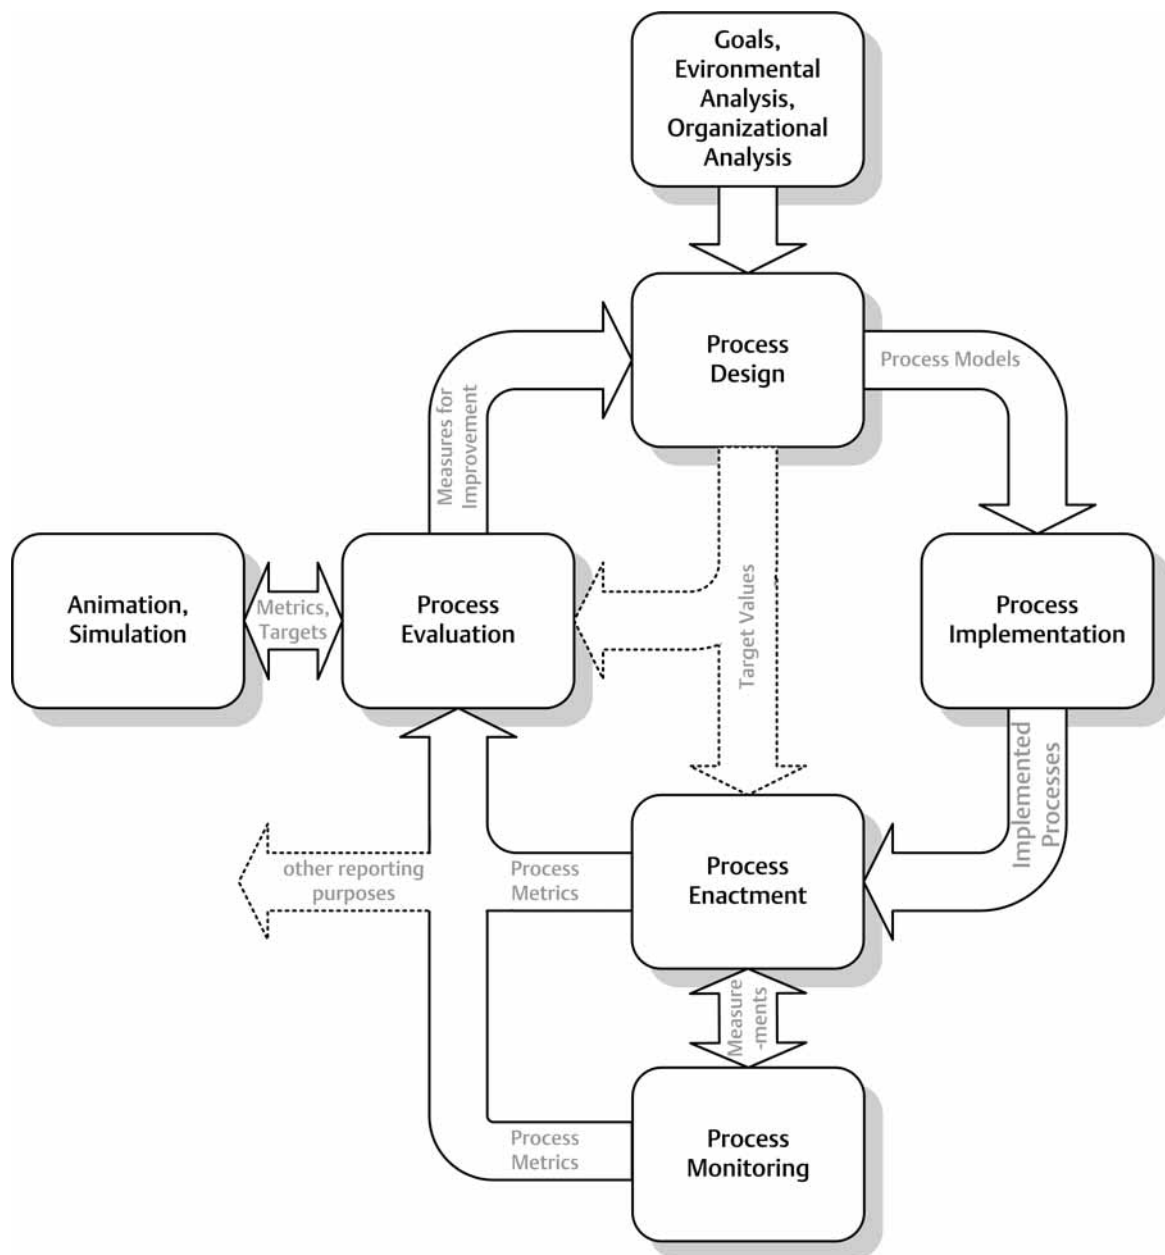 Goals,
Evironmental
Analysis,
Organizational
Analysis
Process
Design
Process Models
Measures for
Improvement
Animation,
Simulation
Metrics,
Targets
Process
Evaluation
Target Values
Process
Implementation
Implemented
Processes
other reporting
purposes
Process
Metrics
Process
Enactment
Measure
-ments
Process
Metrics
Process
Monitoring